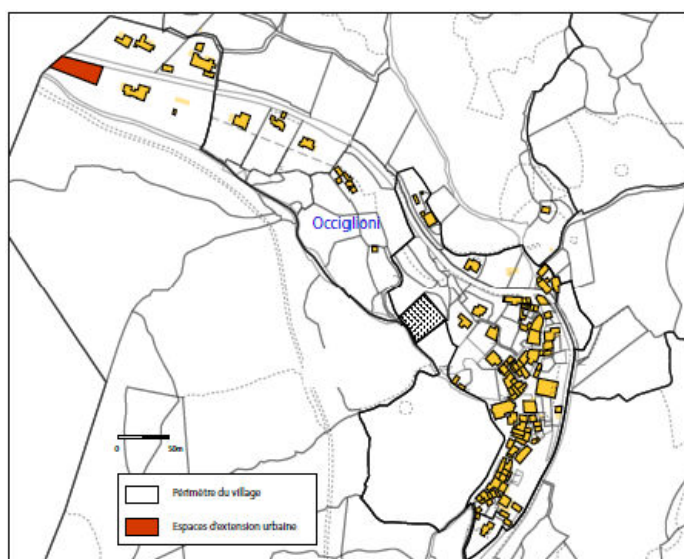 Occiglioni
0 50m
Périmètre du village
Espaces d'extension urbaine